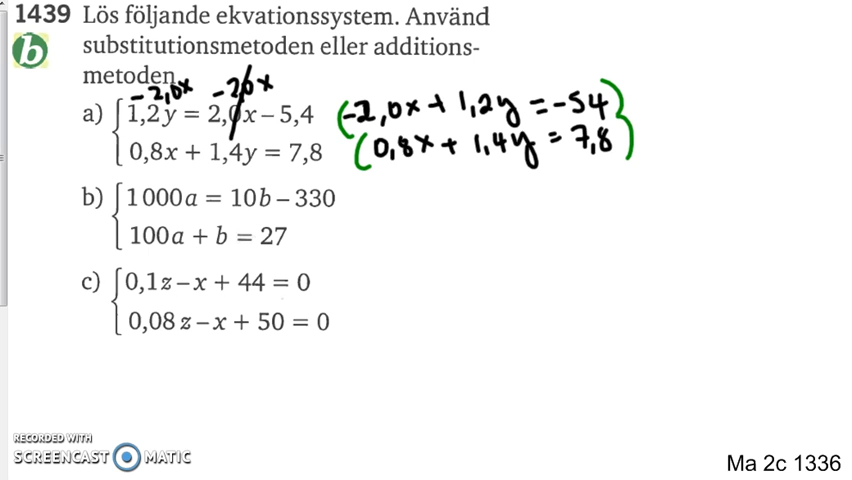 1439 Lös följande ekvationssystem. Använd
b substitutionsmetoden eller additions-
metoden.
-2,0x -2,0x
a) 1,2y = 2,0x – 5,4 (-2,0x + 1,2y = -54)
0,8x + 1,4y = 7,8 (0,8x + 1,4y = 7,8)
b) 1000a = 10b – 330
100a + b = 27
c) 0,1z – x + 44 = 0
0,08z – x + 50 = 0
RECORDED WITH
SCREENCAST MATIC
Ma 2c 1336